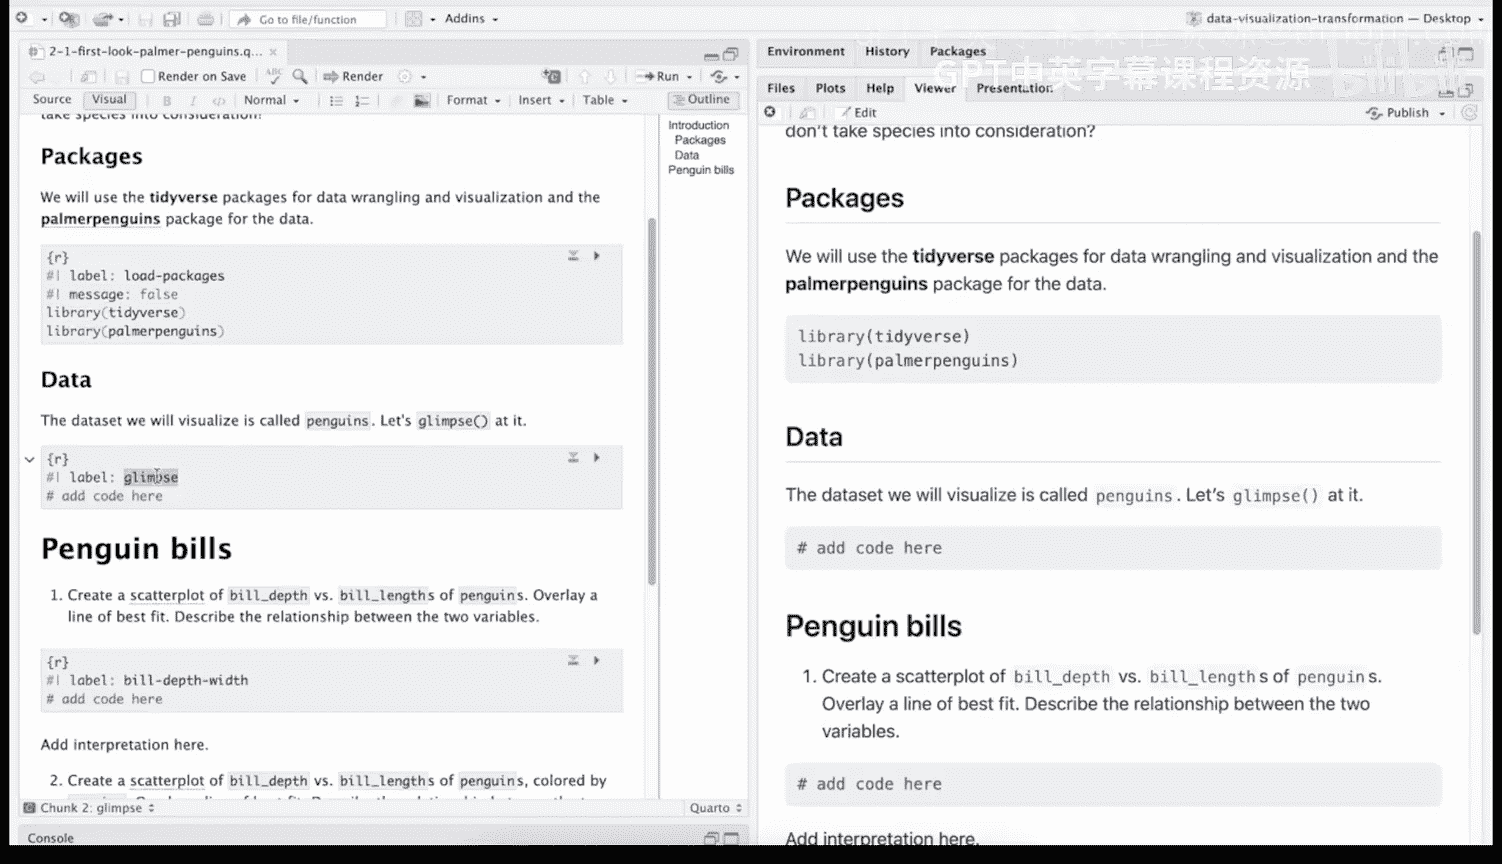 Go to file/function
Addins
data-visualization-transformation — Desktop
2-1-first-look-palmer-penguins.q...
Render on Save
ABC
Render
Run
Source
Visual
B
I
</>
Normal
Format
Insert
Table
Outline
take species into consideration?
Packages
We will use the tidyverse packages for data wrangling and visualization and the
palmerpenguins package for the data.
{r}
#| label: load-packages
#| message: false
library(tidyverse)
library(palmerpenguins)
Data
The dataset we will visualize is called penguins. Let's glimpse() at it.
{r}
#| label: glimpse
# add code here
Penguin bills
1. Create a scatterplot of bill_depth vs. bill_lengths of penguins. Overlay a
line of best fit. Describe the relationship between the two variables.
{r}
#| label: bill-depth-width
# add code here
Add interpretation here.
2. Create a scatterplot of bill_depth vs. bill_lengths of penguins, colored by
Chunk 2: glimpse
Quarto
Console
Introduction
Packages
Data
Penguin bills
Environment
History
Packages
GPT中英字幕课程资源
Files
Plots
Help
Viewer
Presentation
Edit
Publish
don't take species into consideration?
Packages
We will use the tidyverse packages for data wrangling and visualization and the
palmerpenguins package for the data.
library(tidyverse)
library(palmerpenguins)
Data
The dataset we will visualize is called penguins. Let's glimpse() at it.
# add code here
Penguin bills
1. Create a scatterplot of bill_depth vs. bill_length s of penguin s.
Overlay a line of best fit. Describe the relationship between the two
variables.
# add code here
Add interpretation here.